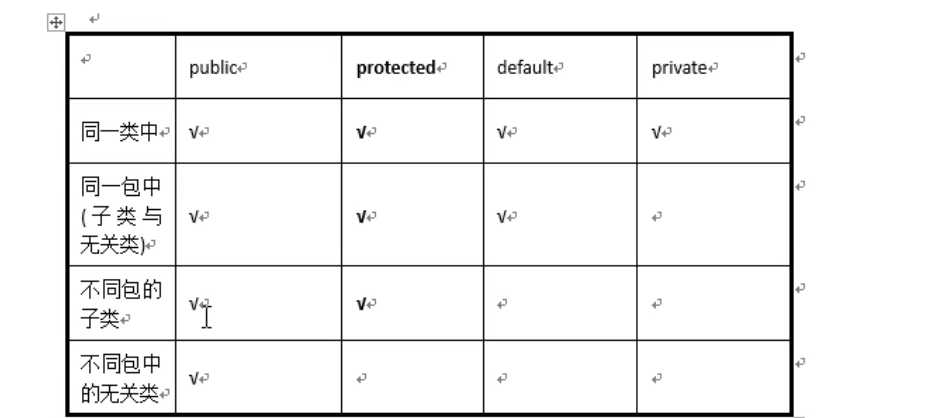 public protected default private
同一类中 √ √ √ √
同一包中
(子类与
无关类) √ √ √
不同包的
子类 √ √
不同包中
的无关类 √